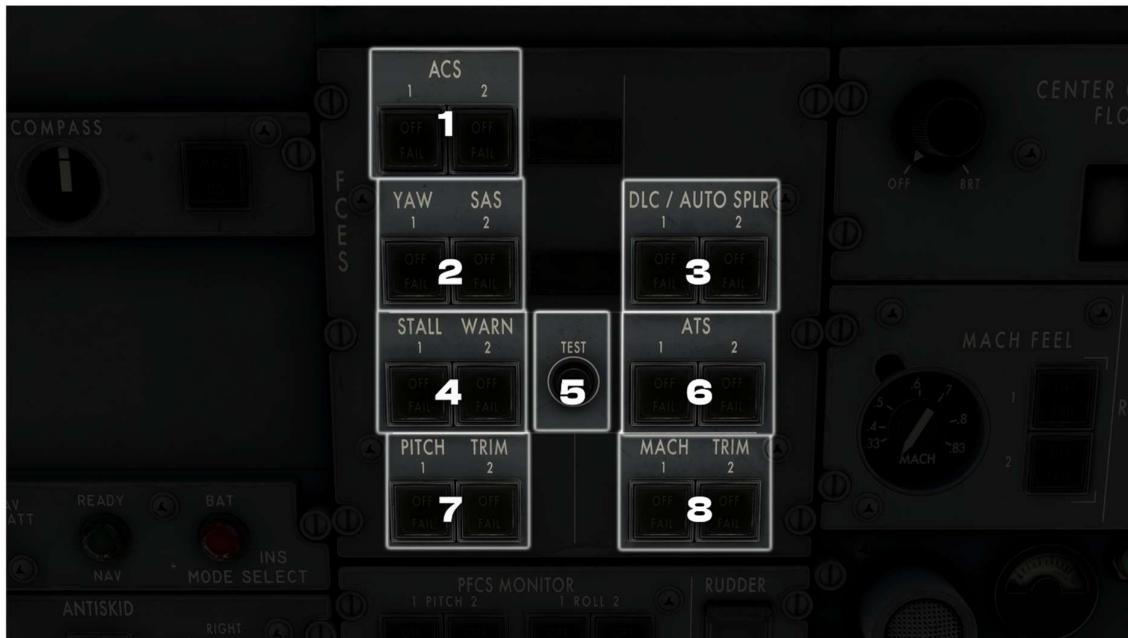 ACS
1 2
OFF OFF
FAIL FAIL
1
COMPASS
FCES
YAW SAS
1 2
OFF OFF
FAIL FAIL
2
DLC / AUTO SPLR
1 2
OFF OFF
FAIL FAIL
3
STALL WARN
1 2
OFF OFF
FAIL FAIL
4
TEST
5
ATS
1 2
OFF OFF
FAIL FAIL
6
PITCH TRIM
1 2
OFF OFF
FAIL FAIL
7
MACH TRIM
1 2
OFF OFF
FAIL FAIL
8
CENTER
OFF BRT
MACH FEEL
.33 .4 .5 .6 .7 .8 .83
MACH
1
2
READY BAT
NAV
INS
MODE SELECT
ANTISKID
RIGHT
PFCS MONITOR
1 PITCH 2 1 ROLL 2
RUDDER